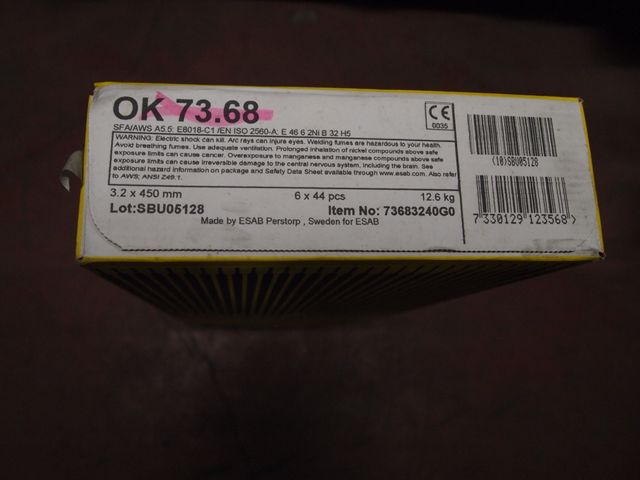 OK 73.68
SFA/AWS A5.5: E8018-C1 /EN ISO 2560-A: E 46 6 2Ni B 32 H5
WARNING: Electric shock can kill. Arc rays can injure eyes. Welding fumes are hazardous to your health.
Avoid breathing fumes. Use adequate ventilation. Prolonged inhalation of nickel compounds above safe
exposure limits can cause cancer. Overexposure to manganese and manganese compounds above safe
exposure limits can cause irreversible damage to the central nervous system, including the brain. See
additional hazard information on package and Safety Data Sheet available through www.esab.com. Also refer
to AWS; ANSI Z49.1.
3.2 x 450 mm 6 x 44 pcs 12.6 kg
Lot:SBU05128 Item No: 73683240G0
Made by ESAB Perstorp , Sweden for ESAB
CE
0035
(10)SBU05128
7 330129 123568 >